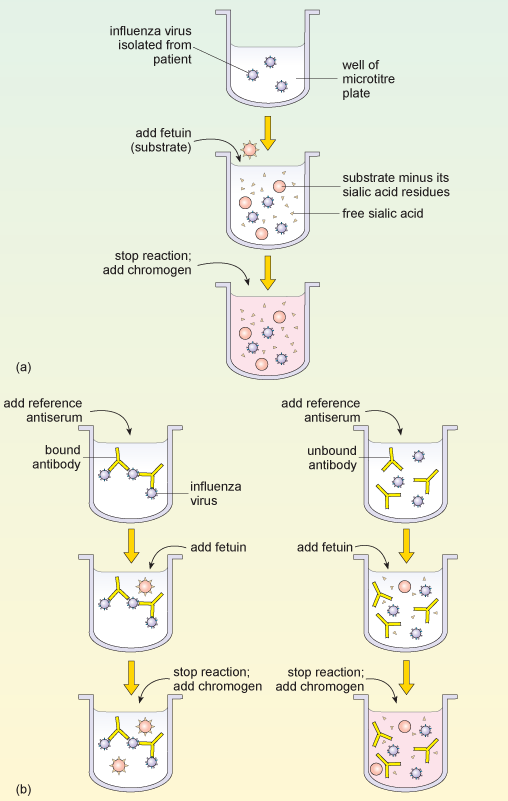 influenza virus
isolated from
patient
well of
microtitre
plate
add fetuin
(substrate)
substrate minus its
sialic acid residues
free sialic acid
stop reaction;
add chromogen
(a)
add reference
antiserum
bound
antibody
influenza
virus
add fetuin
stop reaction;
add chromogen
add reference
antiserum
unbound
antibody
add fetuin
stop reaction;
add chromogen
(b)